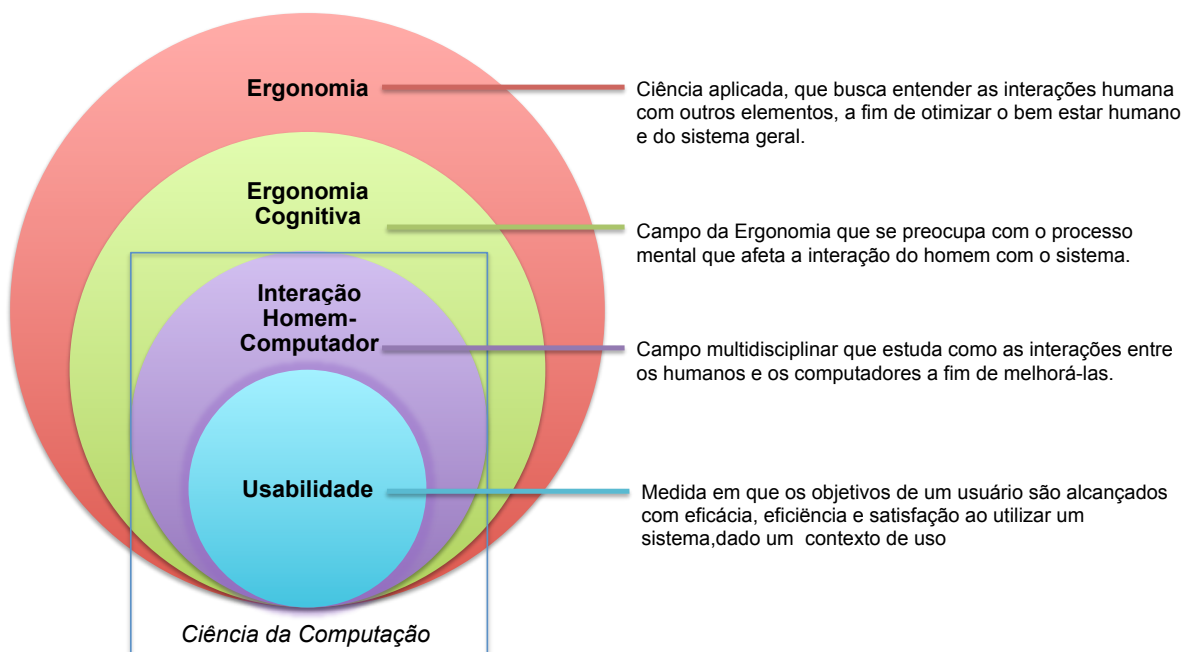 Ergonomia
Ciência aplicada, que busca entender as interações humana
com outros elementos, a fim de otimizar o bem estar humano
e do sistema geral.
Ergonomia
Cognitiva
Campo da Ergonomia que se preocupa com o processo
mental que afeta a interação do homem com o sistema.
Interação
Homem-
Computador
Campo multidisciplinar que estuda como as interações entre
os humanos e os computadores a fim de melhorá-las.
Usabilidade
Medida em que os objetivos de um usuário são alcançados
com eficácia, eficiëncia e satisfação ao utilizar um
sistema,dado um  contexto de uso
Ciência da Computação